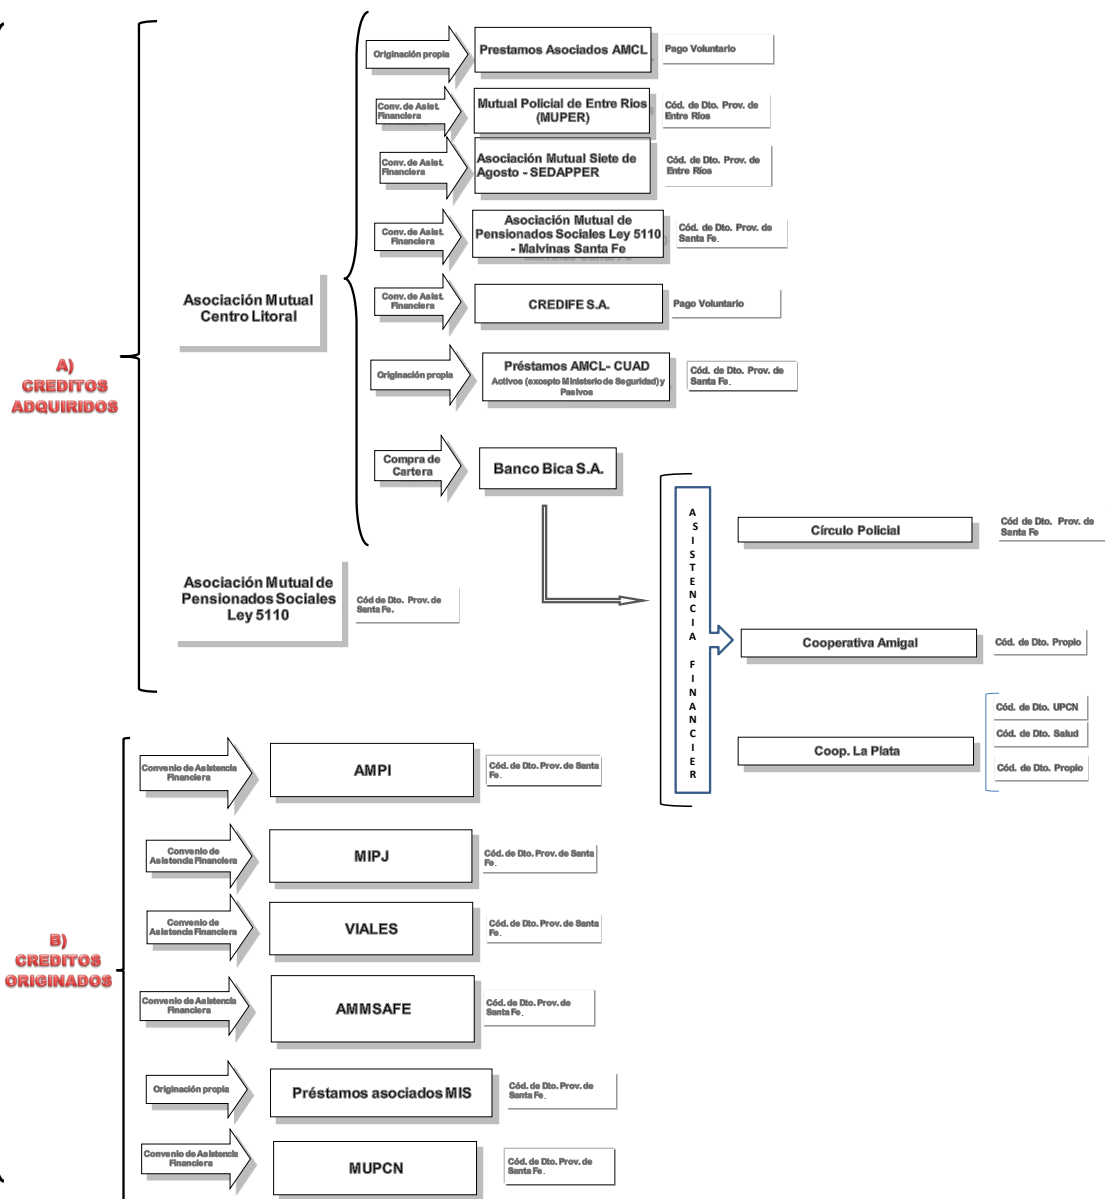 A)
CREDITOS
ADQUIRIDOS
Asociación Mutual
Centro Litoral
Originación propia
Prestamos Asociados AMCL
Pago Voluntario
Conv. de Asist.
Financiera
Mutual Policial de Entre Rios
(MUPER)
Cód. de Dto. Prov. de
Entre Ríos
Conv. de Asist.
Financiera
Asociación Mutual Siete de
Agosto - SEDAPPER
Cód. de Dto. Prov. de
Entre Ríos
Conv. de Asist.
Financiera
Asociación Mutual de
Pensionados Sociales Ley 5110
- Malvinas Santa Fe
Cód. de Dto. Prov. de
Santa Fe.
Conv. de Asist.
Financiera
CREDIFE S.A.
Pago Voluntario
Originación propia
Préstamos AMCL- CUAD
Activos (excepto Ministerio de Seguridad) y
Pasivos
Cód. de Dto. Prov. de
Santa Fe.
Compra de
Cartera
Banco Bica S.A.
ASISTENCIA FINANCIER
Círculo Policial
Cód de Dto. Prov. de
Santa Fe
Cooperativa Amigal
Cód. de Dto. Propio
Coop. La Plata
Cód. de Dto. UPCN
Cód. de Dto. Salud
Cód. de Dto. Propio
Asociación Mutual de
Pensionados Sociales
Ley 5110
Cód de Dto. Prov. de
Santa Fe.
B)
CREDITOS
ORIGINADOS
Convenio de Asistencia
Financiera
AMPI
Cód. de Dto. Prov. de Santa
Fe.
Convenio de
Asistencia Financiera
MIPJ
Cód. de Dto. Prov. de Santa
Fe.
Convenio de
Asistencia Financiera
VIALES
Cód. de Dto. Prov. de Santa
Fe.
Convenio de Asistencia
Financiera
AMMSAFE
Cód. de Dto. Prov. de
Santa Fe.
Originación propia
Préstamos asociados MIS
Cód. de Dto. Prov. de
Santa Fe.
Convenio de Asistencia
Financiera
MUPCN
Cód. de Dto. Prov. de
Santa Fe.